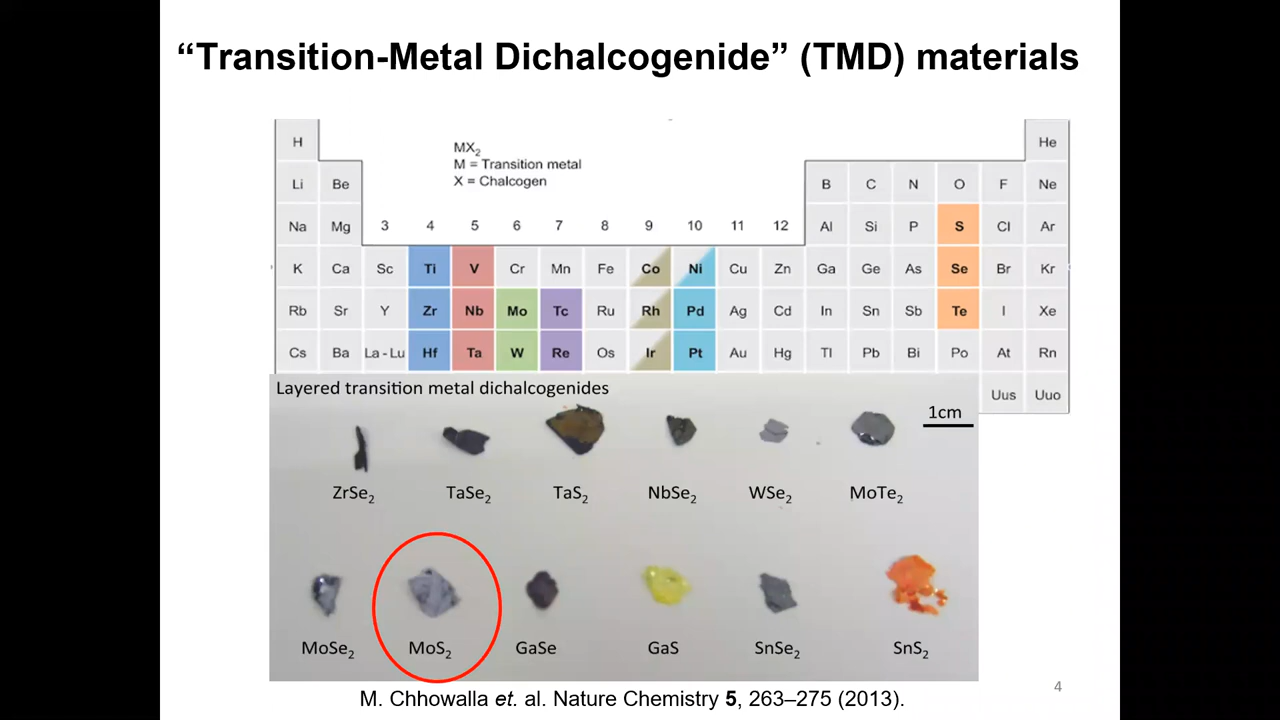 “Transition-Metal Dichalcogenide” (TMD) materials
H He
MX₂
M = Transition metal
X = Chalcogen
Li Be B C N O F Ne
Na Mg 3 4 5 6 7 8 9 10 11 12 Al Si P S Cl Ar
K Ca Sc Ti V Cr Mn Fe Co Ni Cu Zn Ga Ge As Se Br Kr
Rb Sr Y Zr Nb Mo Tc Ru Rh Pd Ag Cd In Sn Sb Te I Xe
Cs Ba La - Lu Hf Ta W Re Os Ir Pt Au Hg Tl Pb Bi Po At Rn
Uus Uuo
Layered transition metal dichalcogenides
1cm
ZrSe₂ TaSe₂ TaS₂ NbSe₂ WSe₂ MoTe₂
MoSe₂ MoS₂ GaSe GaS SnSe₂ SnS₂
M. Chhowalla et. al. Nature Chemistry 5, 263–275 (2013).
4